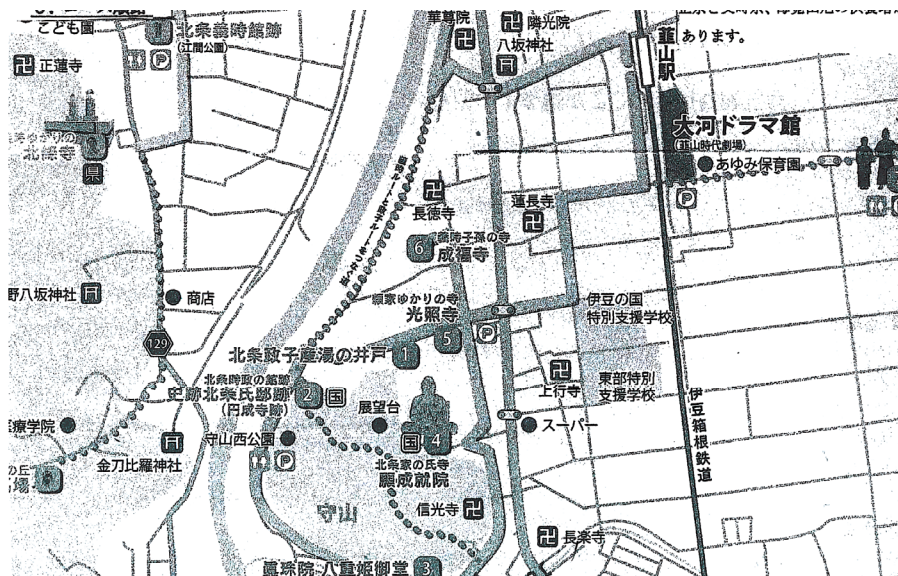 こども園
北条義時館跡
(江間公園)
P
正蓮寺
北條寺
県
華尊院
隣光院
八坂神社
韮山駅
あります。
大河ドラマ館
(韮山時代劇場)
あゆみ保育園
P
長徳寺
蓮長寺
6
成福寺
野八坂神社
商店
129
頼家ゆかりの寺
光照寺
5
P
伊豆の国
特別支援学校
北条政子産湯の井戸
1
北条時政の館跡
史跡北条氏邸跡
(円成寺跡)
2
国
上行寺
東部特別
支援学校
伊豆箱根鉄道
展望台
国
4
スーパー
療学院
金刀比羅神社
守山西公園
P
北条家の氏寺
願成就院
の丘
守山
信光寺
長楽寺
眞珠院 八重姫御堂
3